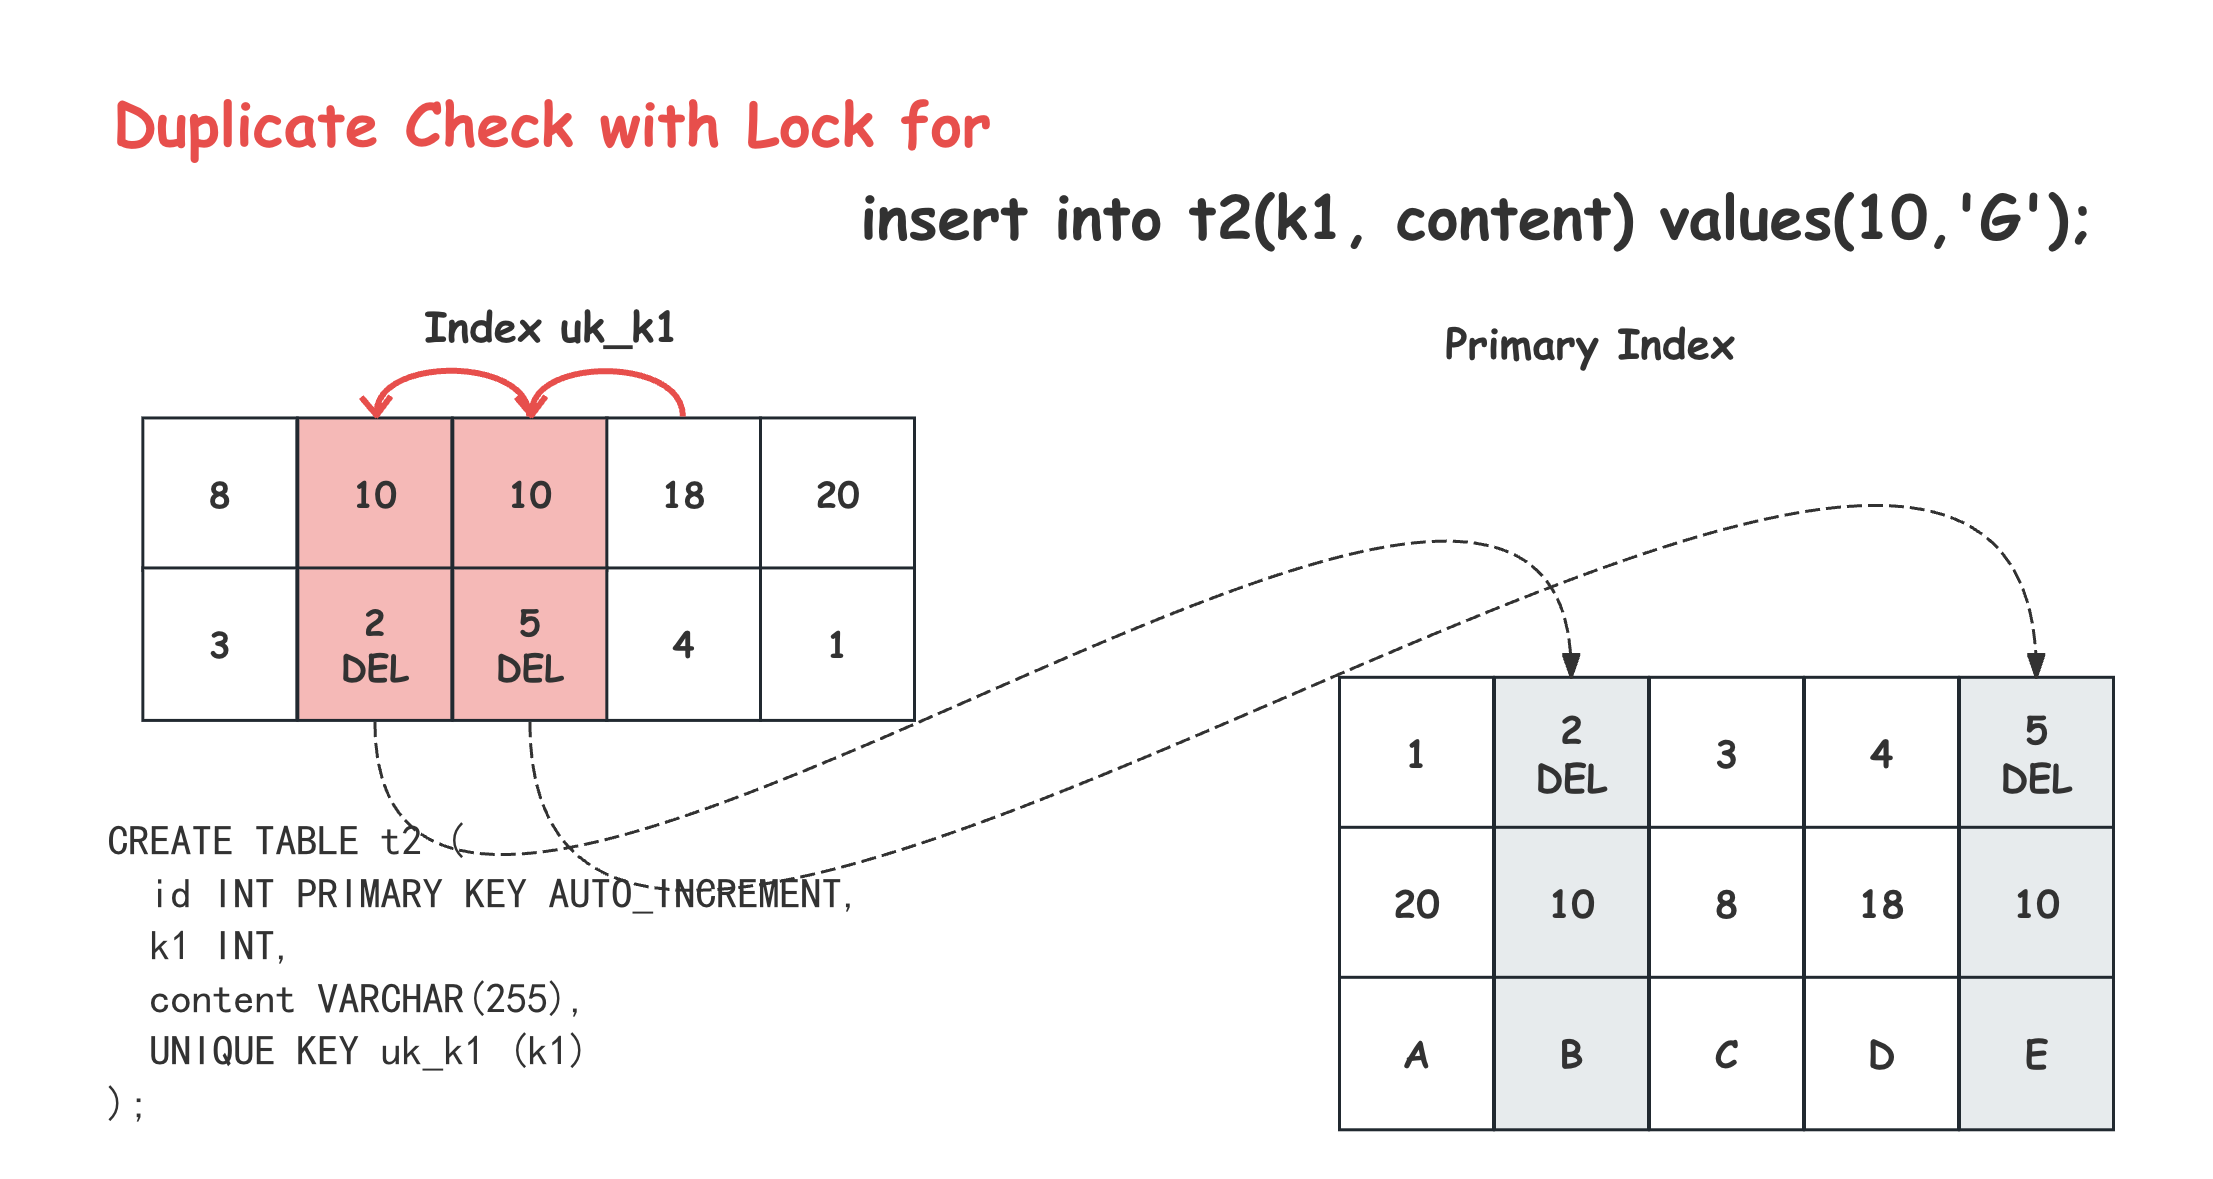 Duplicate Check with Lock for
insert into t2(k1, content) values(10,'G');
Index uk_k1
Primary Index
8 10 10 18 20
3 2 DEL 5 DEL 4 1
1 2 DEL 3 4 5 DEL
20 10 8 18 10
A B C D E
CREATE TABLE t2 (
id INT PRIMARY KEY AUTO_INCREMENT,
k1 INT,
content VARCHAR(255),
UNIQUE KEY uk_k1 (k1)
);